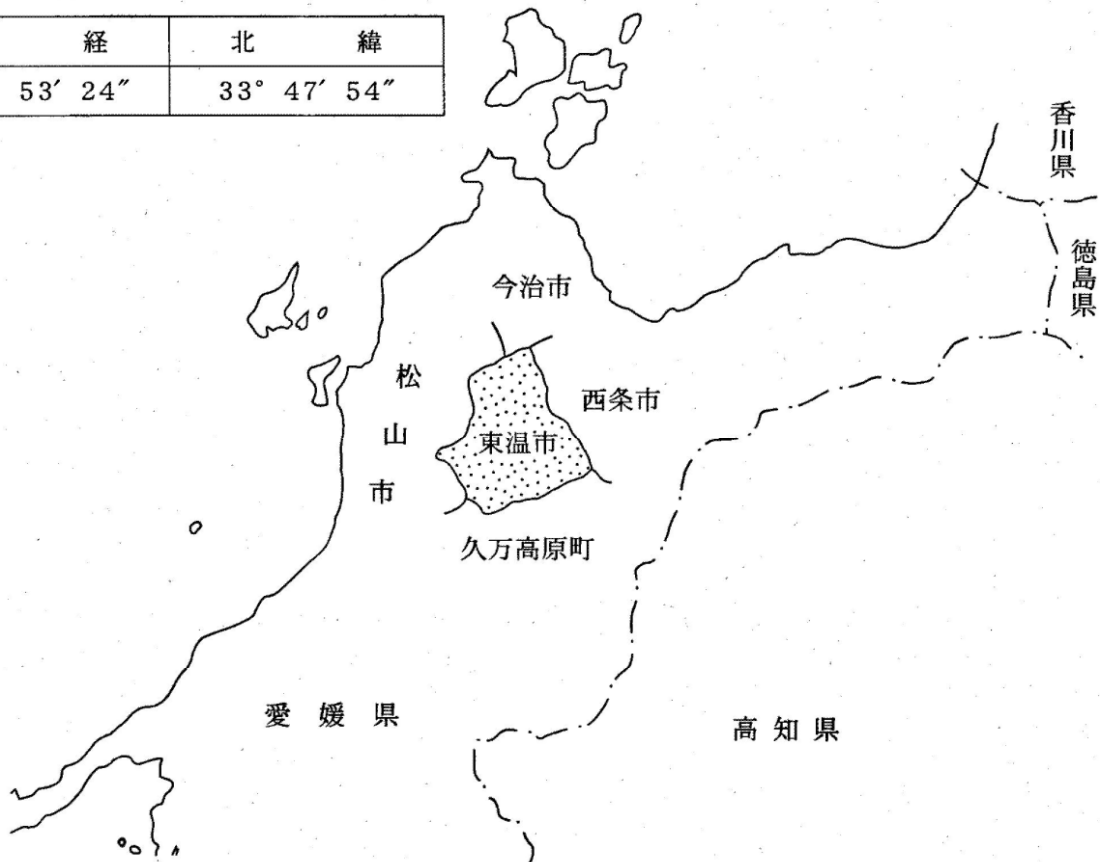 経 北緯
53′ 24″ 33° 47′ 54″
香川県
徳島県
今治市
松山市
西条市
東温市
久万高原町
愛媛県
高知県